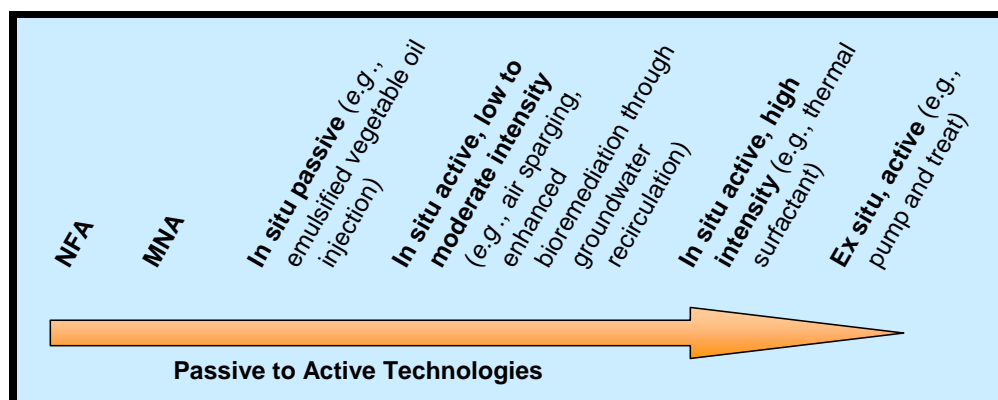 NFA
MNA
In situ passive (e.g.,
emulsified vegetable oil
injection)
In situ active, low to
moderate intensity
(e.g., air sparging,
enhanced
bioremediation through
groundwater
recirculation)
In situ active, high
intensity (e.g., thermal
surfactant)
Ex situ, active (e.g.,
pump and treat)
Passive to Active Technologies